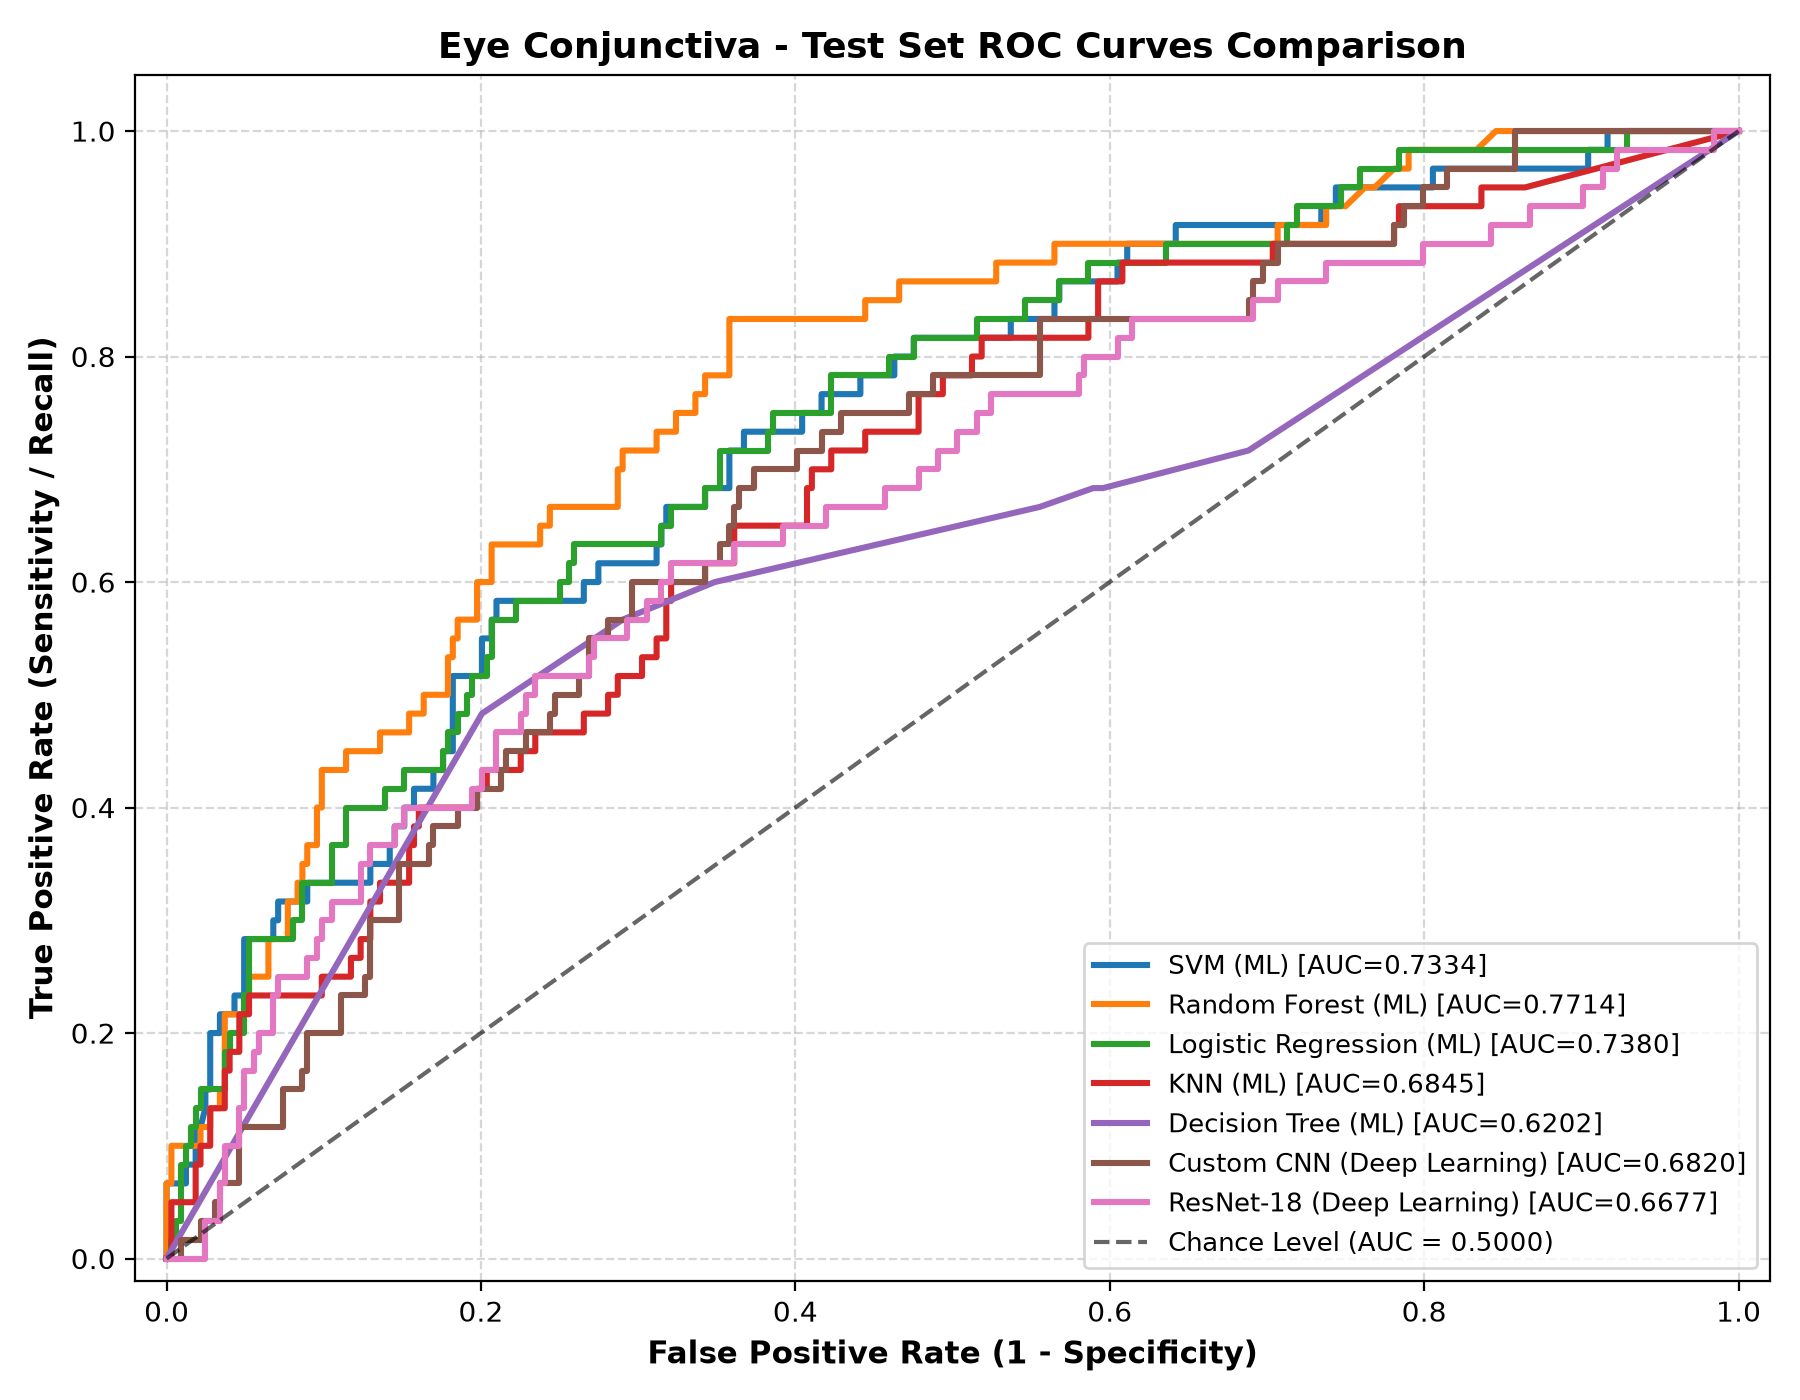 Eye Conjunctiva - Test Set ROC Curves Comparison
True Positive Rate (Sensitivity / Recall)
1.0
0.8
0.6
0.4
0.2
0.0
SVM (ML) [AUC=0.7334]
Random Forest (ML) [AUC=0.7714]
Logistic Regression (ML) [AUC=0.7380]
KNN (ML) [AUC=0.6845]
Decision Tree (ML) [AUC=0.6202]
Custom CNN (Deep Learning) [AUC=0.6820]
ResNet-18 (Deep Learning) [AUC=0.6677]
Chance Level (AUC = 0.5000)
0.0 0.2 0.4 0.6 0.8 1.0
False Positive Rate (1 - Specificity)